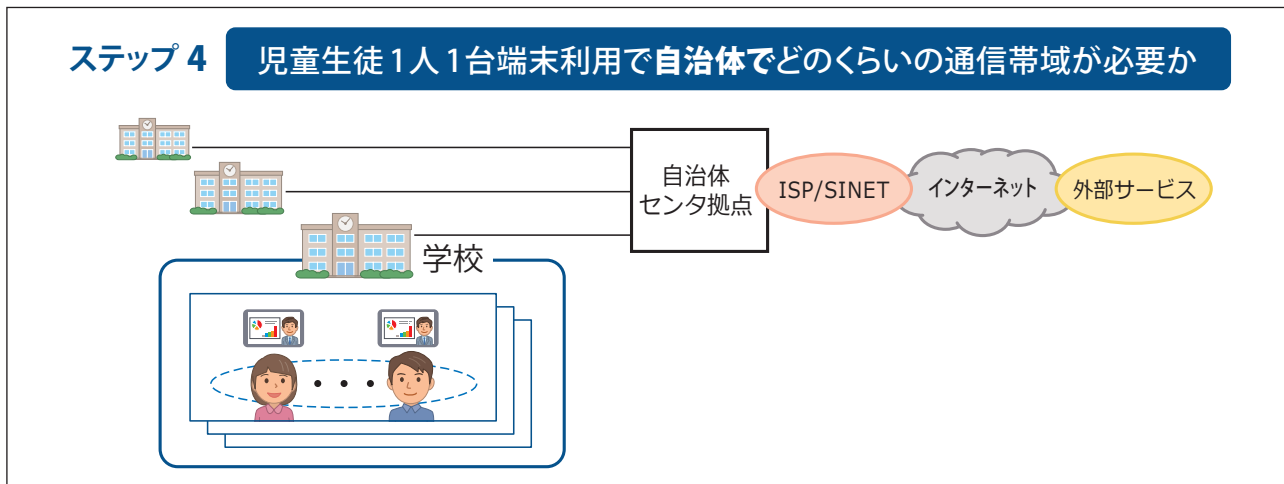 ステップ 4
児童生徒1人1台端末利用で自治体でどのくらいの通信帯域が必要か
自治体
センタ拠点
ISP/SINET
インターネット
外部サービス
学校